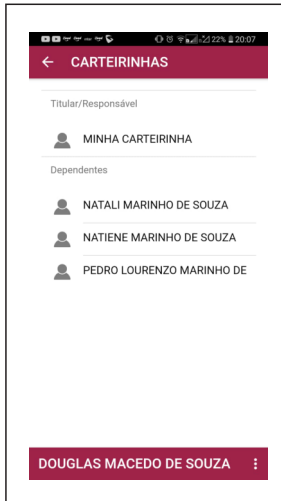 22% 20:07
CARTEIRINHAS
Titular/Responsável
MINHA CARTEIRINHA
Dependentes
NATALI MARINHO DE SOUZA
NATIENE MARINHO DE SOUZA
PEDRO LOURENZO MARINHO DE
DOUGLAS MACEDO DE SOUZA